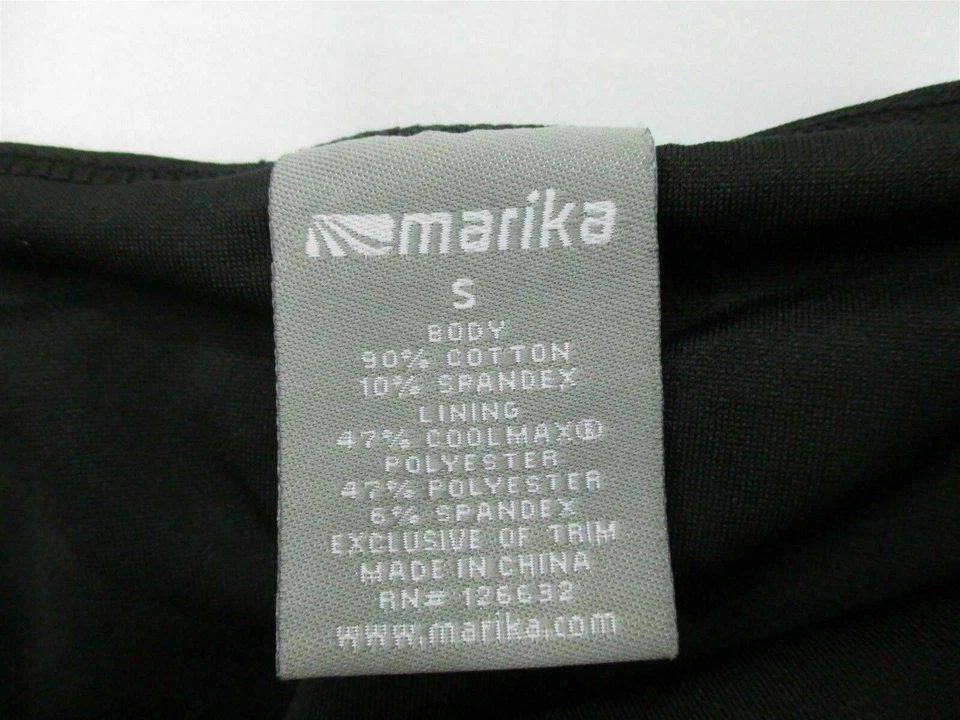 marika
S
BODY
90% COTTON
10% SPANDEX
LINING
47% COOLMAX®
POLYESTER
47% POLYESTER
6% SPANDEX
EXCLUSIVE OF TRIM
MADE IN CHINA
RN# 126632
www.marika.com